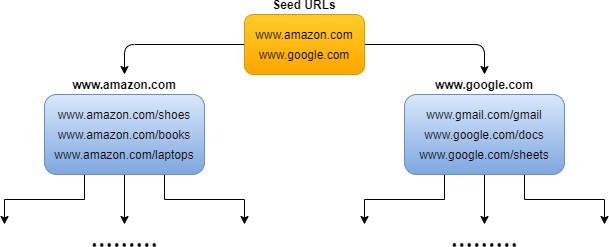 Seed URLs
www.amazon.com
www.google.com
www.amazon.com
www.amazon.com/shoes
www.amazon.com/books
www.amazon.com/laptops
www.google.com
www.gmail.com/gmail
www.google.com/docs
www.google.com/sheets
.........
.........